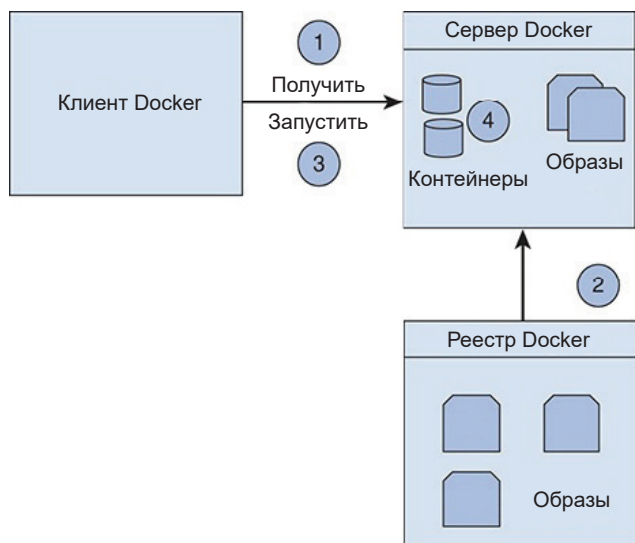 Клиент Docker
1
Получить
Запустить
3
Сервер Docker
4
Контейнеры
Образы
2
Реестр Docker
Образы